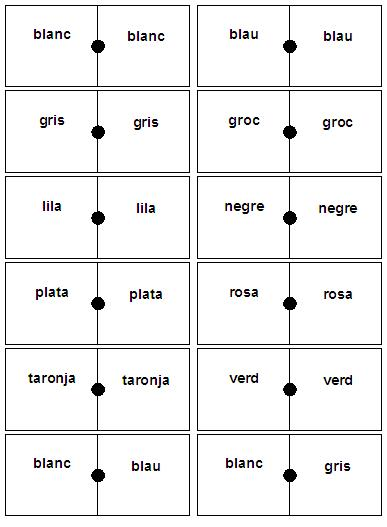 blanc blanc blau blau
gris gris groc groc
lila lila negre negre
plata plata rosa rosa
taronja taronja verd verd
blanc blau blanc gris